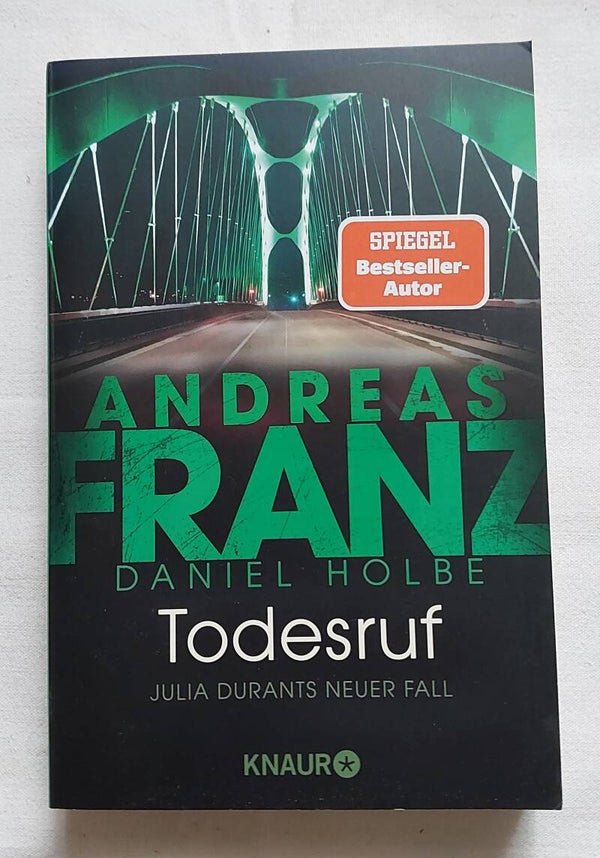 SPIEGEL
Bestseller-
Autor
ANDREAS
FRANZ
DANIEL HOLBE
Todesruf
JULIA DURANTS NEUER FALL
KNAUR